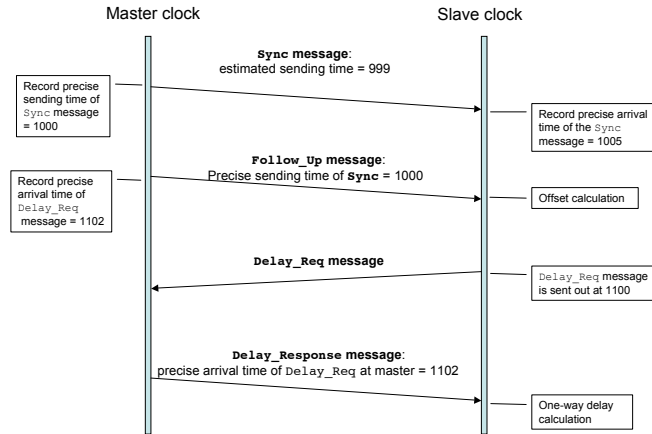 Master clock
Slave clock
Sync message:
estimated sending time = 999
Record precise
sending time of
Sync message
= 1000
Record precise arrival
time of the Sync
message = 1005
Follow_Up message:
Precise sending time of Sync = 1000
Record precise
arrival time of
Delay_Req
message = 1102
Offset calculation
Delay_Req message
Delay_Req message
is sent out at 1100
Delay_Response message:
precise arrival time of Delay_Req at master = 1102
One-way delay
calculation